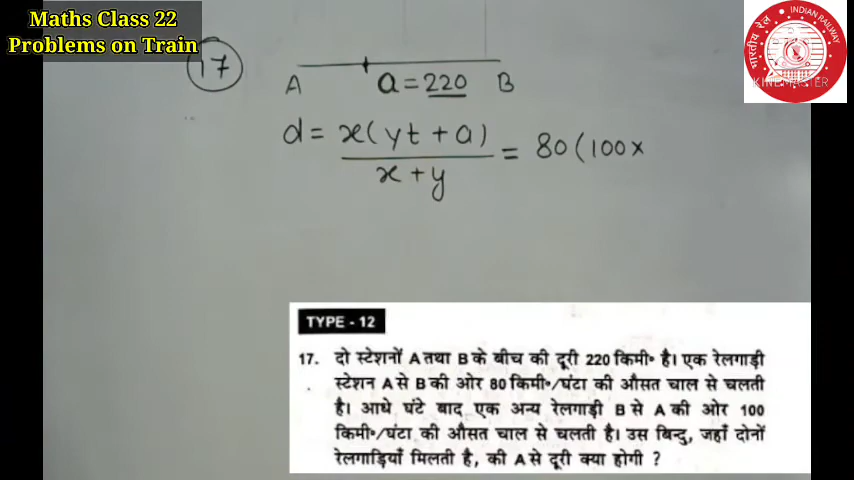 Maths Class 22
Problems on Train
INDIAN RAILWAY
भारतीय रेल
KINEMASTER
17
A a = 220 B
d = x(yt + a) / x + y = 80 (100 ×
TYPE - 12
17. दो स्टेशनों A तथा B के बीच की दूरी 220 किमी॰ है। एक रेलगाड़ी
स्टेशन A से B की ओर 80 किमी॰/घंटा की औसत चाल से चलती
है। आधे घंटे बाद एक अन्य रेलगाड़ी B से A की ओर 100
किमी॰/घंटा की औसत चाल से चलती है। उस बिन्दु, जहाँ दोनों
रेलगाड़ियाँ मिलती है, की A से दूरी क्या होगी ?